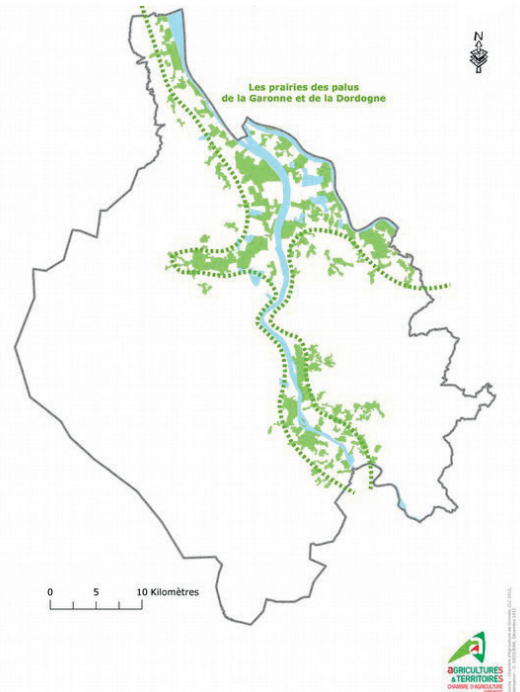 N
Les prairies des palus
de la Garonne et de la Dordogne
0 5 10 Kilomètres
AGRICULTURES
& TERRITOIRES
CHAMBRE D'AGRICULTURE